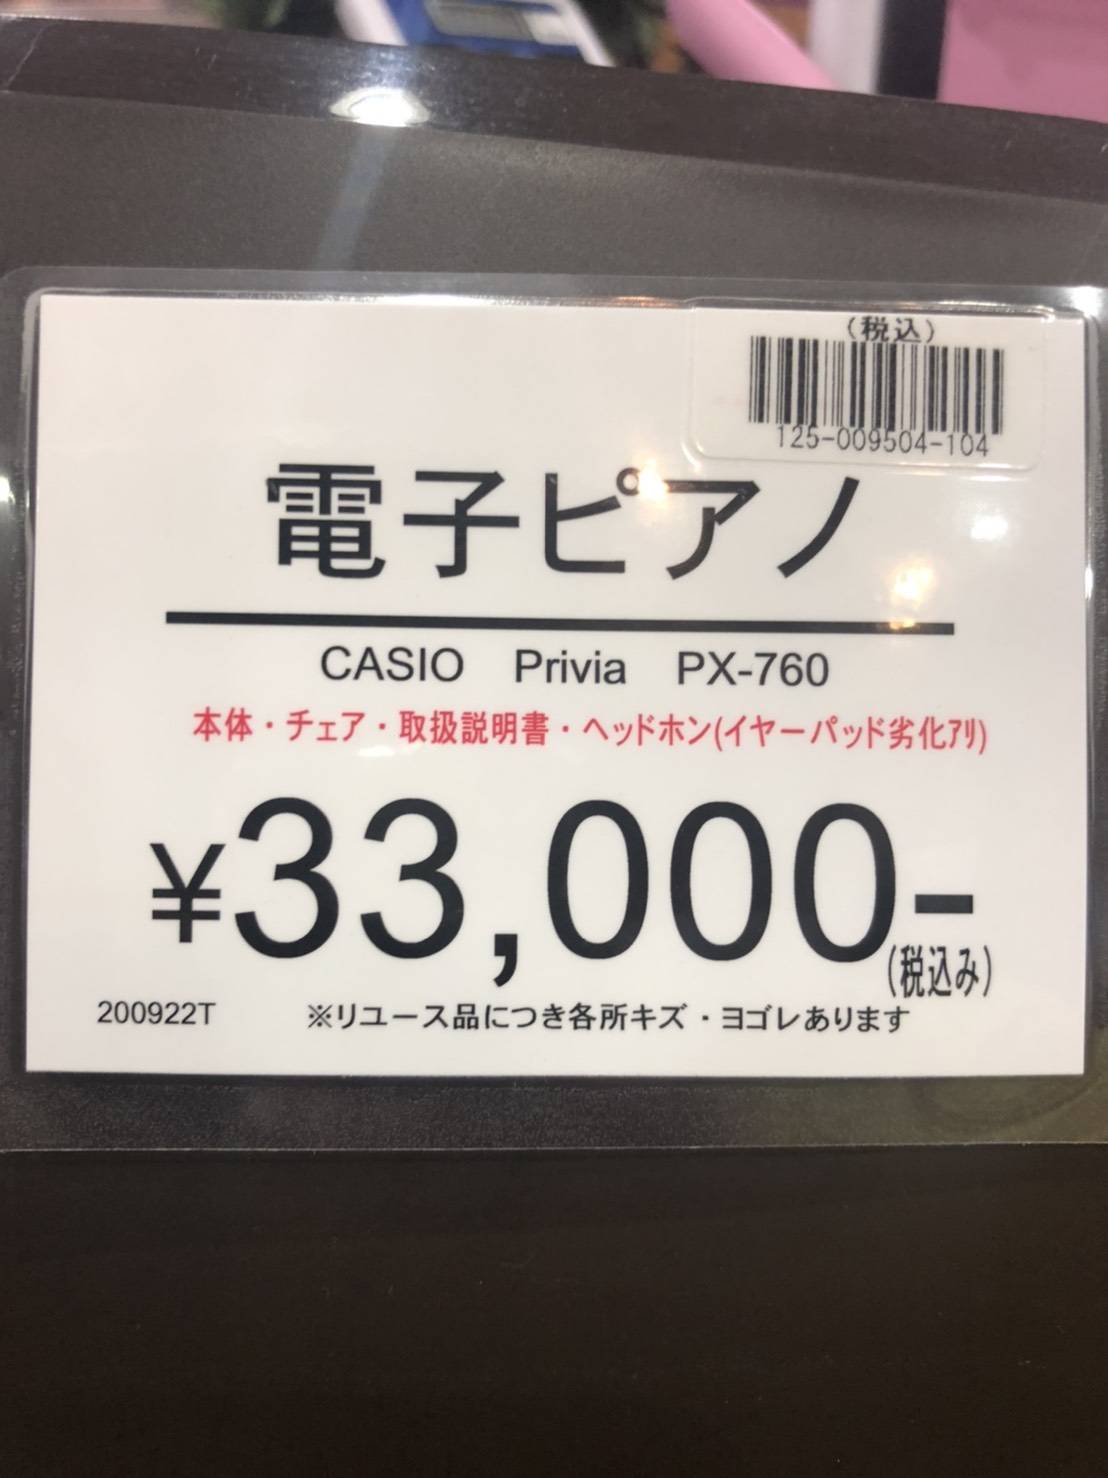 (税込)
125-009504-104
電子ピアノ
CASIO Privia PX-760
本体・チェア・取扱説明書・ヘッドホン(イヤーパッド劣化ｱﾘ)
¥33,000-
(税込み)
200922T ※リユース品につき各所キズ・ヨゴレあります